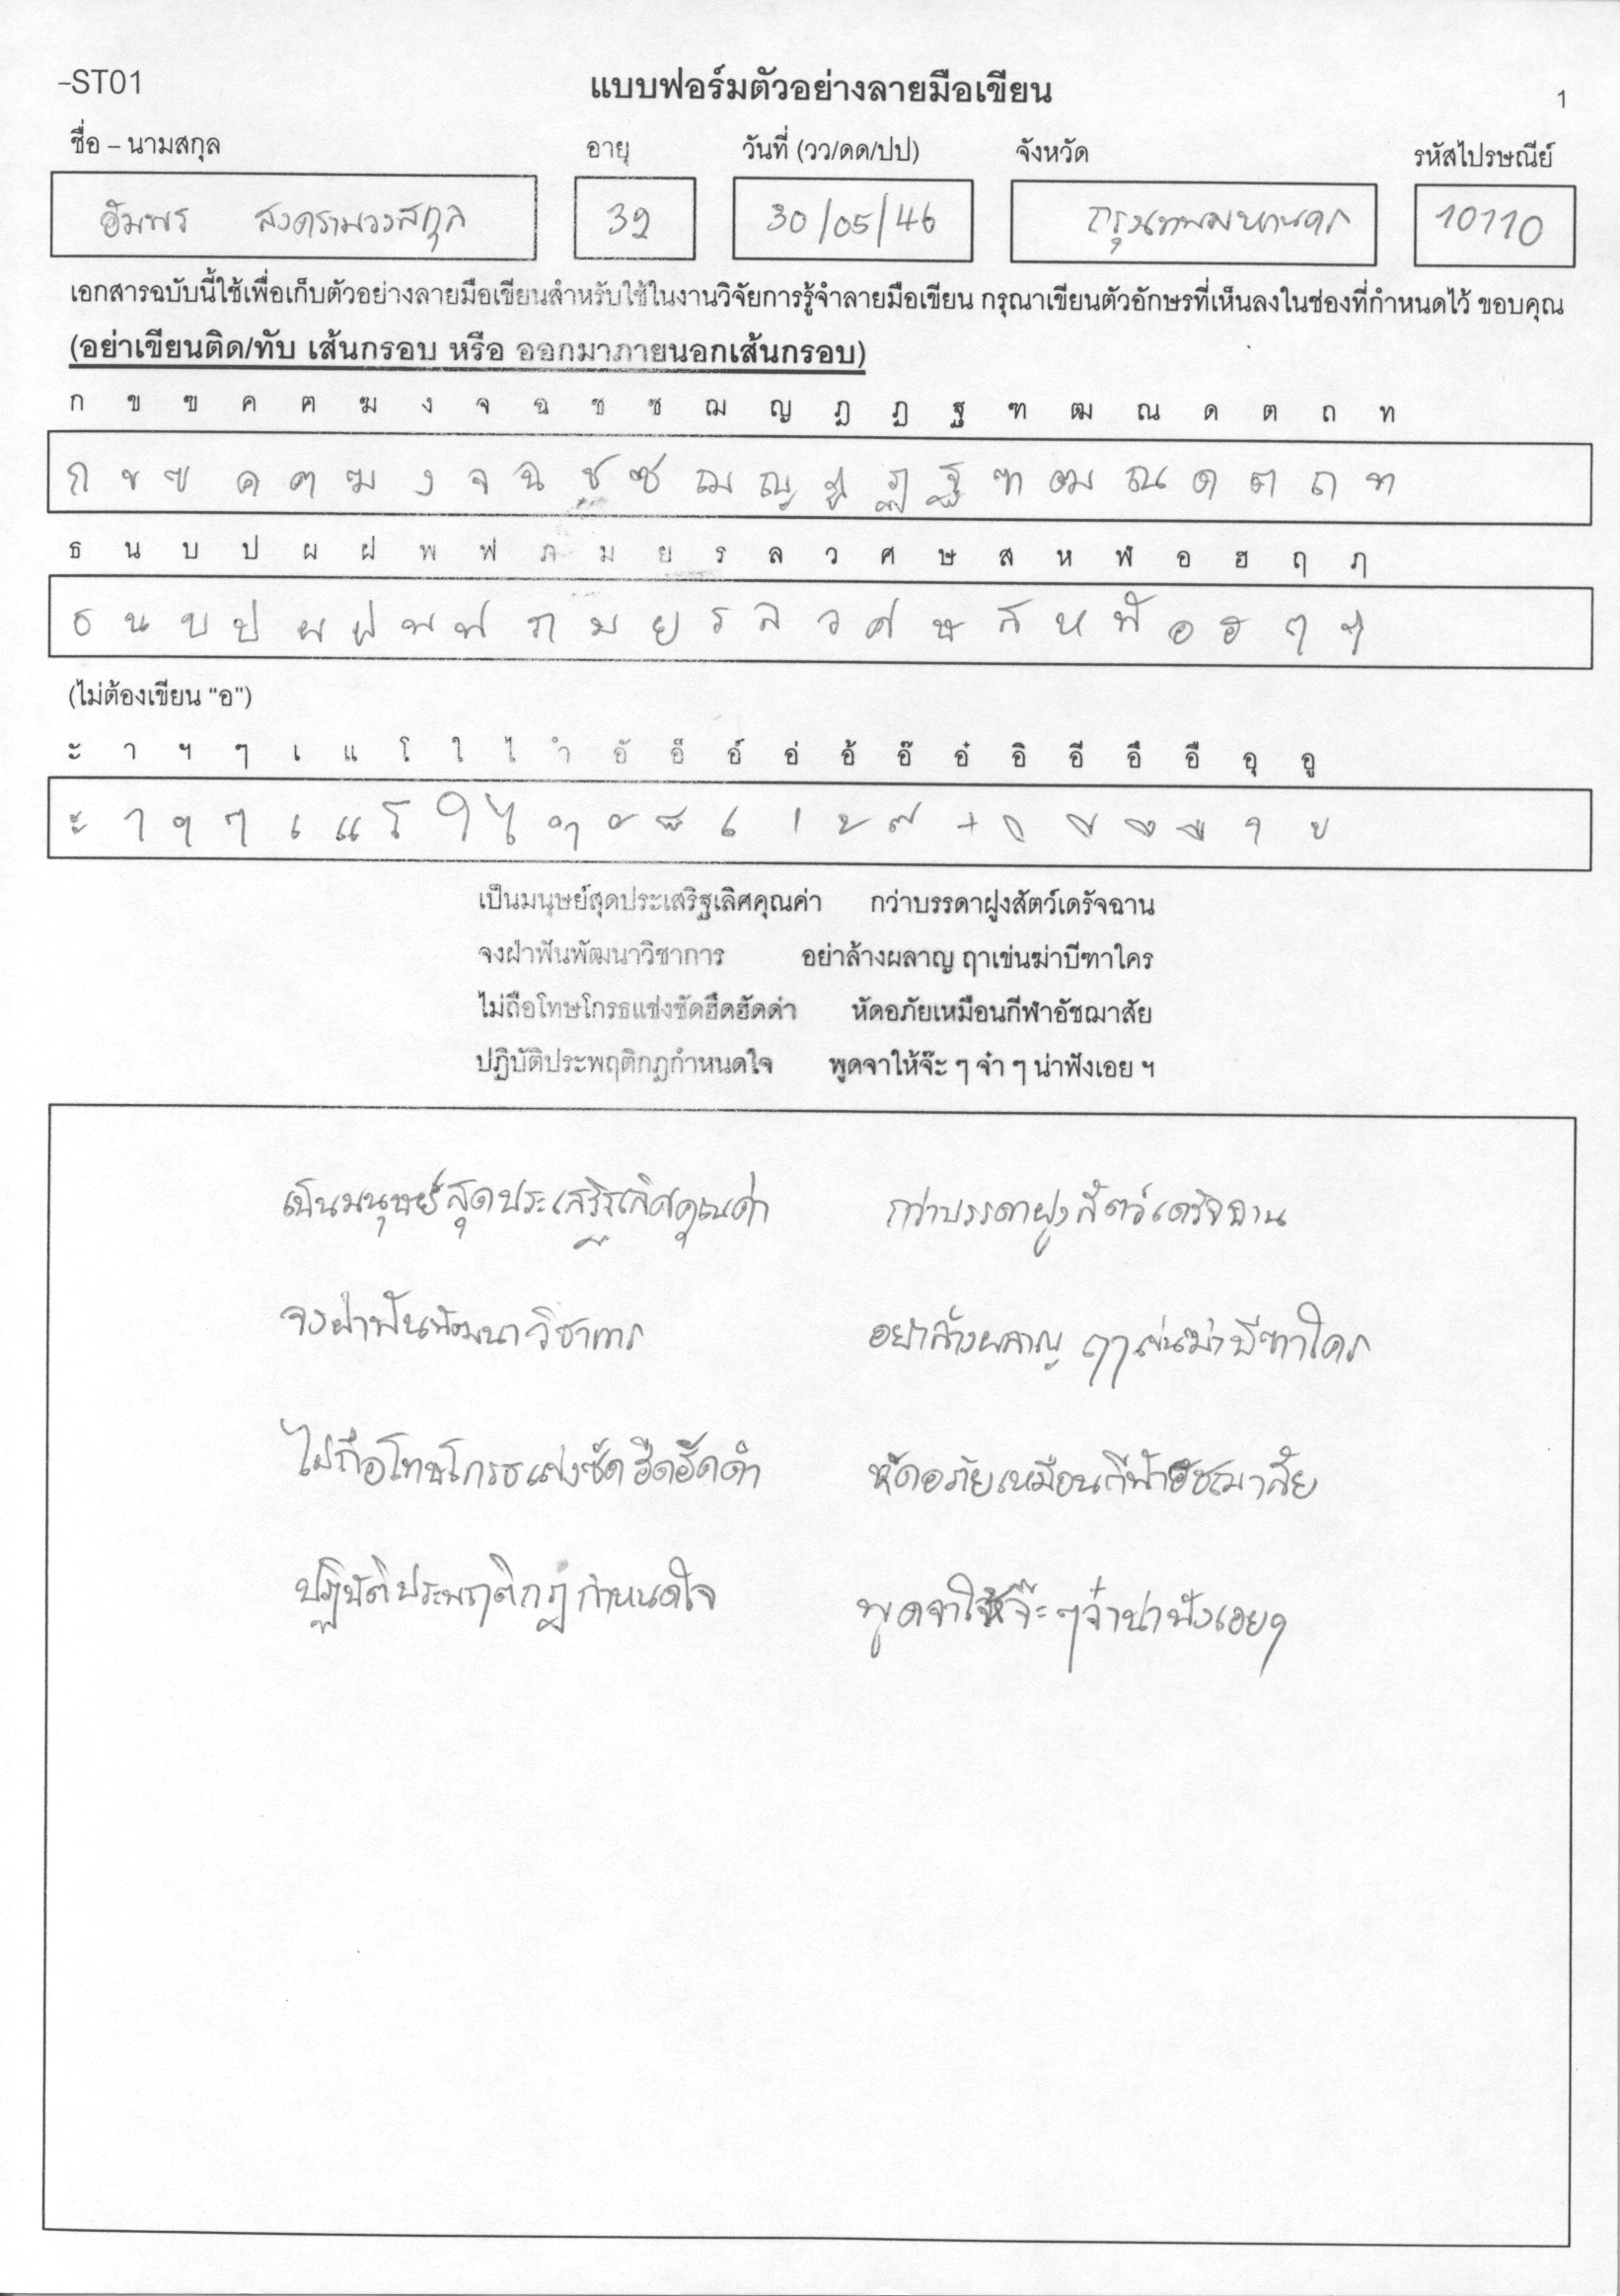 -ST01
แบบฟอร์มตัวอย่างลายมือเขียน
1
ชื่อ – นามสกุล อายุ วันที่ (วว/ดด/ปป) จังหวัด รหัสไปรษณีย์
อัมพร สงครามวงสกุล 32 30/05/46 กรุงเทพมหานคร 10110
เอกสารฉบับนี้ใช้เพื่อเก็บตัวอย่างลายมือเขียนสำหรับใช้ในงานวิจัยการรู้จำลายมือเขียน กรุณาเขียนตัวอักษรที่เห็นลงในช่องที่กำหนดไว้ ขอบคุณ
(อย่าเขียนติด/ทับ เส้นกรอบ หรือ ออกมาภายนอกเส้นกรอบ)
ก ข ฃ ค ฅ ฆ ง จ ฉ ช ซ ฌ ญ ฎ ฏ ฐ ฑ ฒ ณ ด ต ถ ท
ก ข ฃ ค ฅ ฆ ง จ ฉ ช ซ ฌ ญ ฎ ฏ ฐ ฑ ฒ ณ ด ต ถ ท
ธ น บ ป ผ ฝ พ ฟ ภ ม ย ร ล ว ศ ษ ส ห ฬ อ ฮ ฤ ฦ
ธ น บ ป ผ ฝ พ ฟ ภ ม ย ร ล ว ศ ษ ส ห ฬ อ ฮ ฤ ฦ
(ไม่ต้องเขียน “อ”)
ะ า ฯ ๆ เ แ โ ใ ไ ำ อั อ็ อ์ อ่ อ้ อ๊ อ๋ อิ อี อึ อื อุ อู
ะ า ฯ ๆ เ แ โ ใ ไ ำ ั ็ ์ ่ ้ ๊ ๋ ิ ี ึ ื ุ ู
เป็นมนุษย์สุดประเสริฐเลิศคุณค่า กว่าบรรดาฝูงสัตว์เดรัจฉาน
จงฝ่าฟันพัฒนาวิชาการ อย่าล้างผลาญ ฤาเข่นฆ่าบีฑาใคร
ไม่ถือโทษโกรธแช่งซัดฮึดฮัดด่า หัดอภัยเหมือนกีฬาอัชฌาสัย
ปฏิบัติประพฤติกฎกำหนดใจ พูดจาให้จ๊ะ ๆ จ๋า ๆ น่าฟังเอย ฯ
เป็นมนุษย์สุดประเสริฐเลิศคุณค่า กว่าบรรดาฝูงสัตว์เดรัจฉาน
จงฝ่าฟันพัฒนาวิชาการ อย่าล้างผลาญ ฤาเข่นฆ่าบีฑาใคร
ไม่ถือโทษโกรธแช่งซัดฮึดฮัดด่า หัดอภัยเหมือนกีฬาอัชฌาสัย
ปฏิบัติประพฤติกฎกำหนดใจ พูดจาให้จ๊ะๆจ๋าน่าฟังเอยฯ